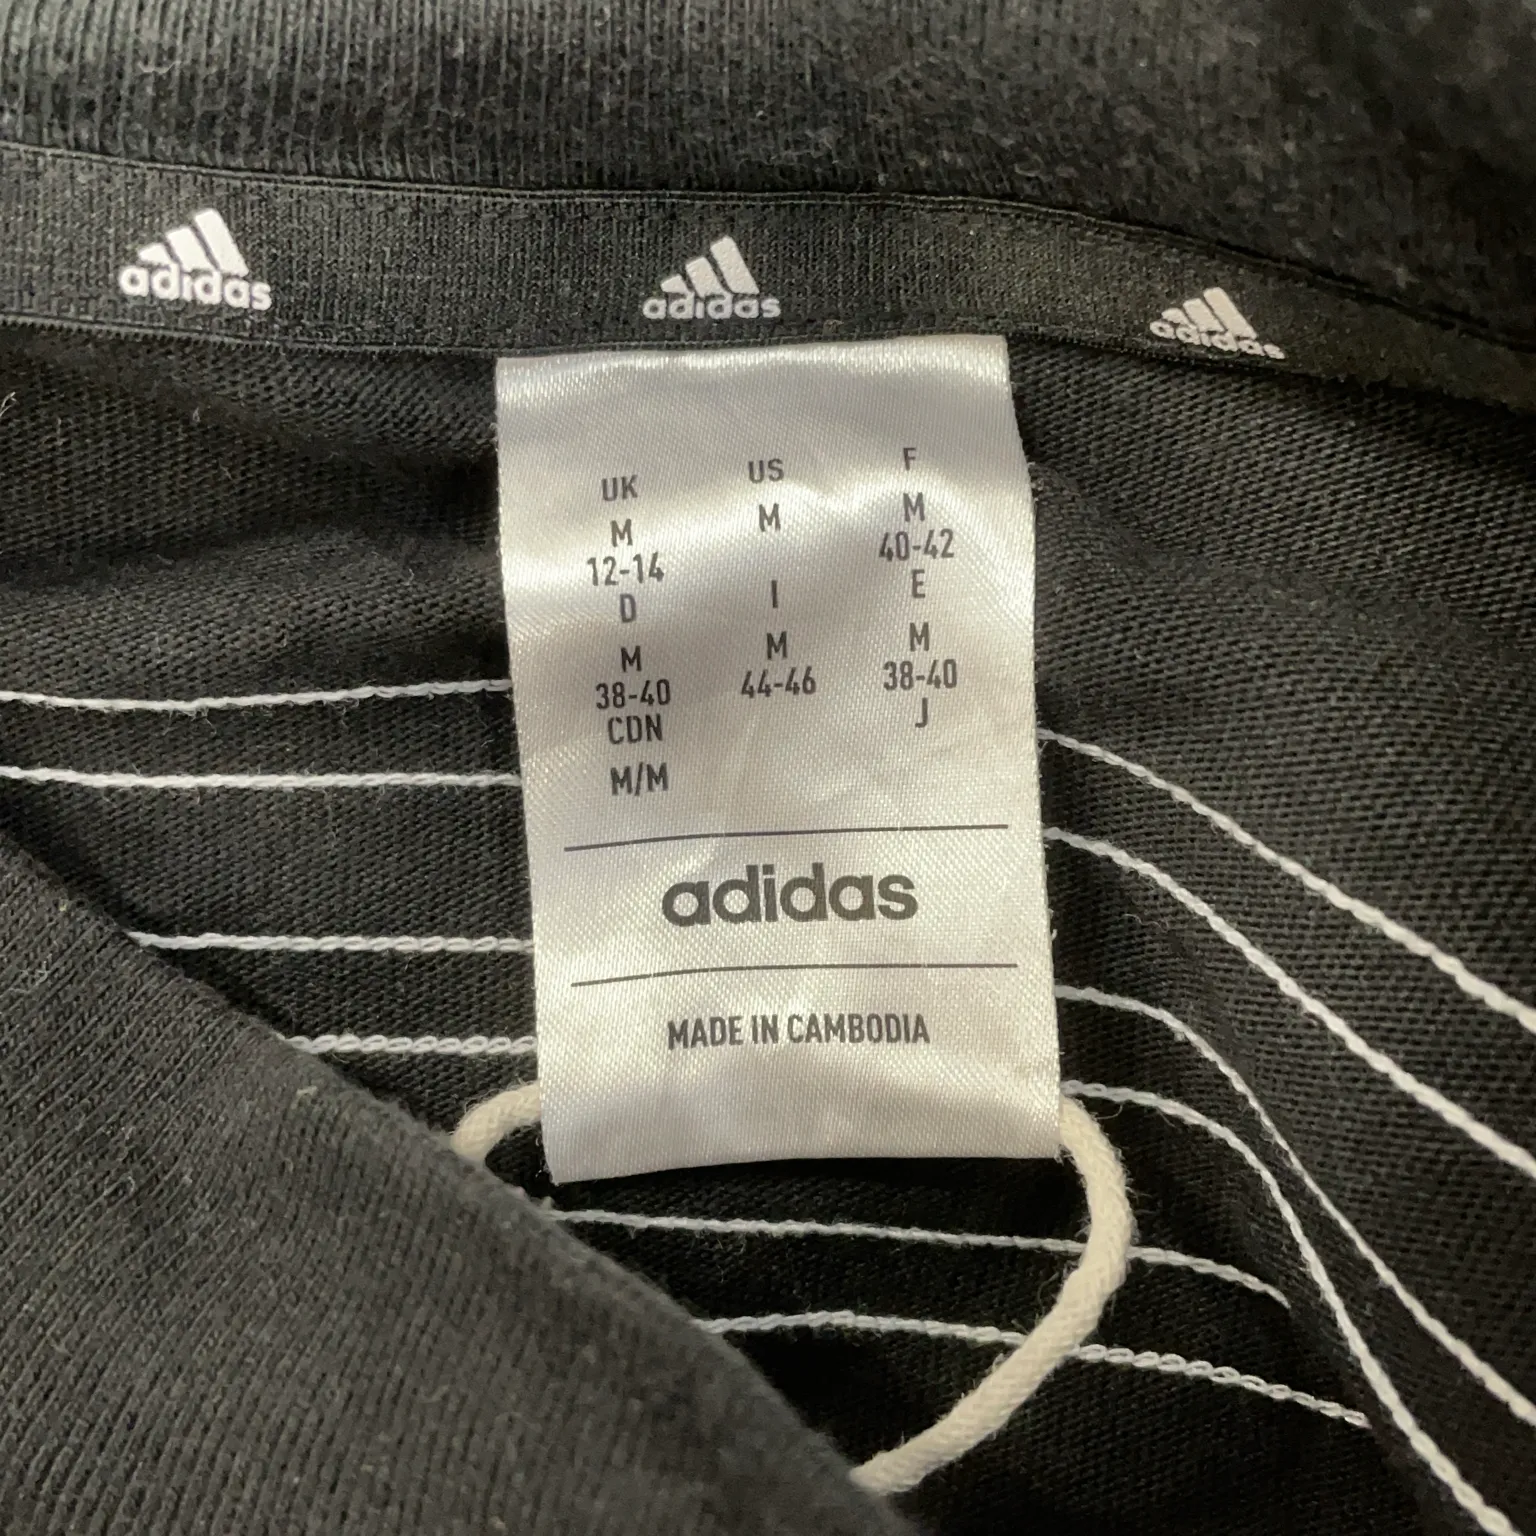 adidas adidas adidas
UK US F
M M M
12-14 40-42
D I E
M M M
38-40 44-46 38-40
CDN J
M/M
adidas
MADE IN CAMBODIA